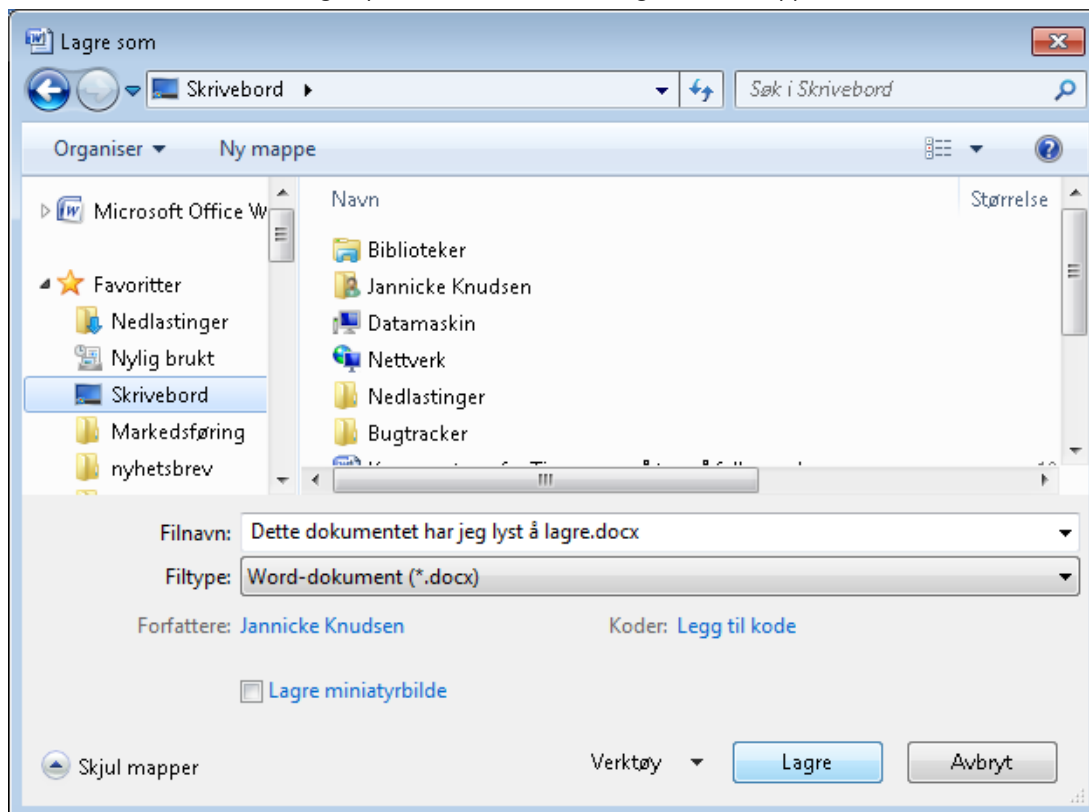 Lagre som
Skrivebord
Søk i Skrivebord
Organiser
Ny mappe
Microsoft Office W
Favoritter
Nedlastinger
Nylig brukt
Skrivebord
Markedsføring
nyhetsbrev
Navn
Størrelse
Biblioteker
Jannicke Knudsen
Datamaskin
Nettverk
Nedlastinger
Bugtracker
Filnavn: Dette dokumentet har jeg lyst å lagre.docx
Filtype: Word-dokument (*.docx)
Forfattere: Jannicke Knudsen Koder: Legg til kode
Lagre miniatyrbilde
Skjul mapper Verktøy Lagre Avbryt